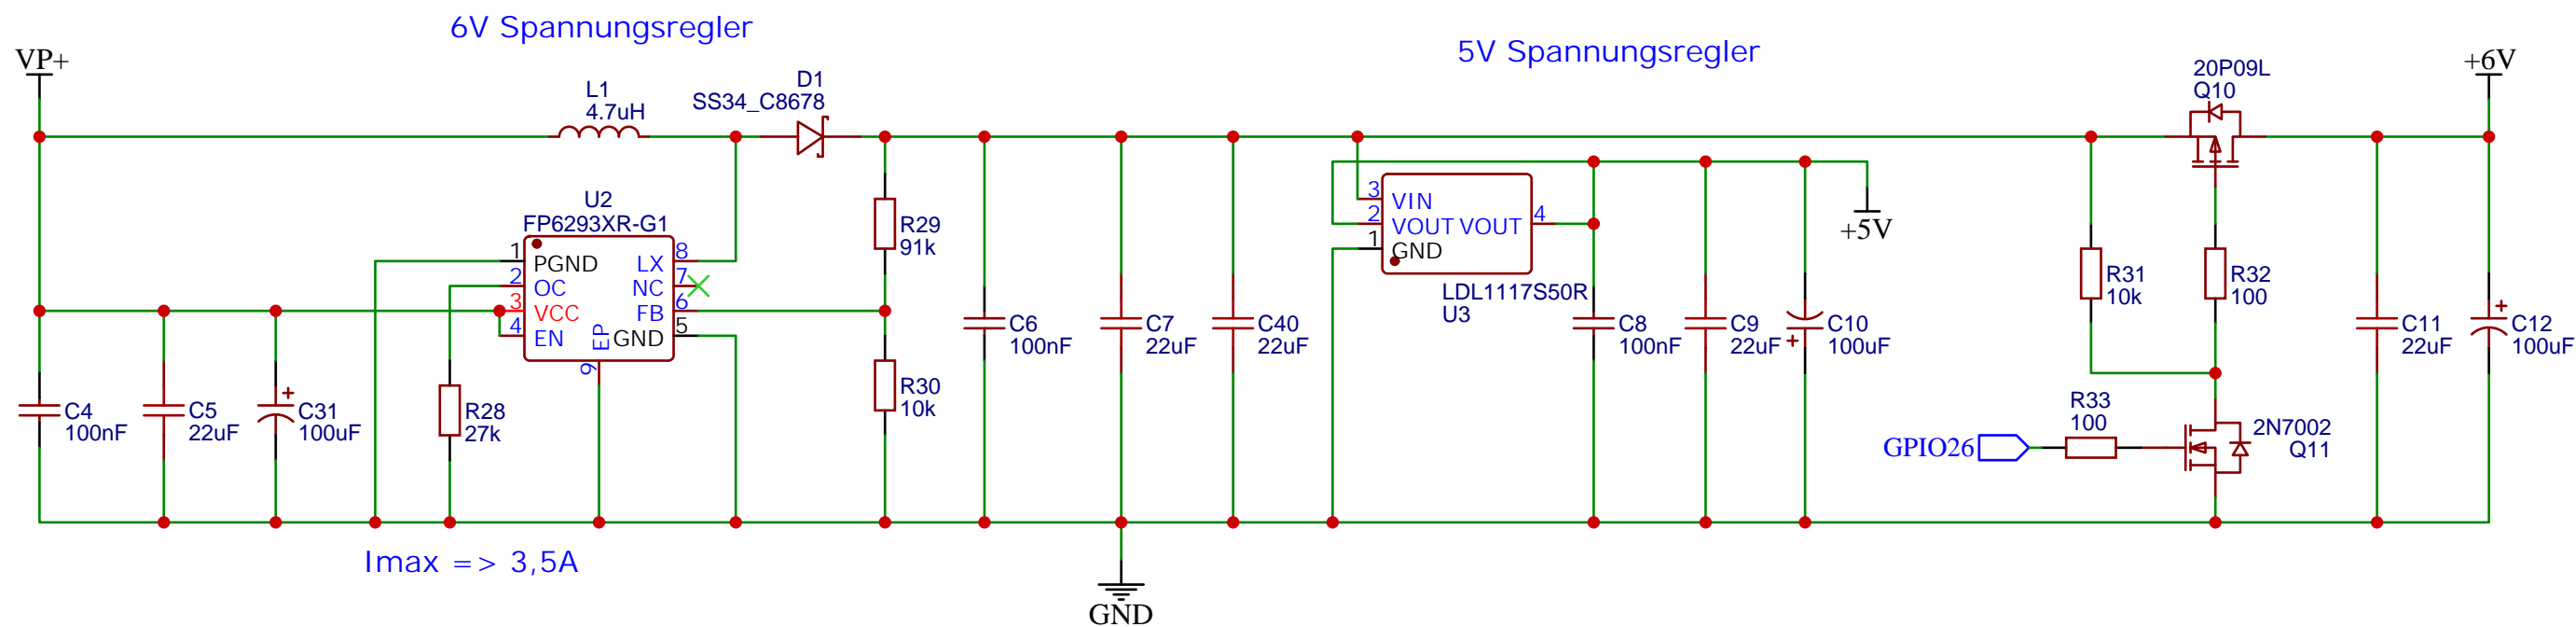 6V Spannungsregler
5V Spannungsregler
VP+
L1
4.7uH
D1
SS34_C8678
20P09L
Q10
+6V
U2
FP6293XR-G1
1
PGND
2
OC
3
VCC
4
EN
8
LX
7
NC
6
FB
5
GND
EP
9
R29
91k
R30
10k
3
VIN
2
VOUT
VOUT
4
1
GND
+5V
LDL1117S50R
U3
R31
10k
R32
100
C6
100nF
C7
22uF
C40
22uF
C8
100nF
C9
22uF
+
C10
100uF
C11
22uF
+
C12
100uF
C4
100nF
C5
22uF
+
C31
100uF
R28
27k
R33
100
GPIO26
2N7002
Q11
Imax => 3,5A
GND